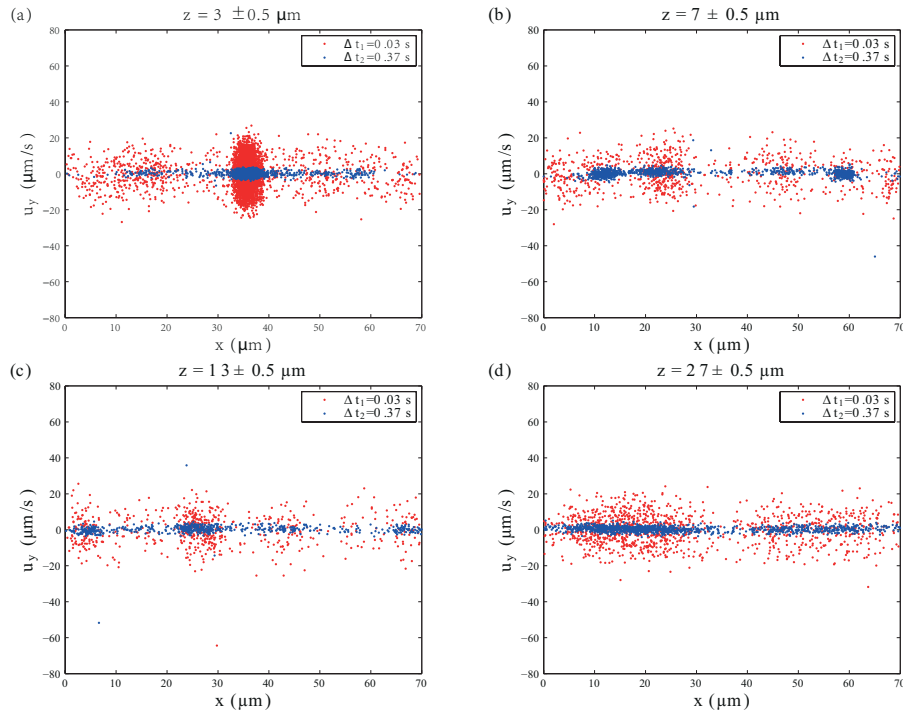 (a)
z = 3 ±0.5 µm
Δ t1=0.03 s
Δ t2=0.37 s
80
60
40
20
0
−20
−40
−60
−80
uy (µm/s)
0 10 20 30 40 50 60 70
x (µm)
(b)
z = 7 ± 0.5 µm
Δ t1=0.03 s
Δ t2=0.37 s
80
60
40
20
0
−20
−40
−60
−80
uy (µm/s)
0 10 20 30 40 50 60 70
x (µm)
(c)
z = 13 ± 0.5 µm
Δ t1=0.03 s
Δ t2=0.37 s
80
60
40
20
0
−20
−40
−60
−80
uy (µm/s)
0 10 20 30 40 50 60 70
x (µm)
(d)
z = 27 ± 0.5 µm
Δ t1=0.03 s
Δ t2=0.37 s
80
60
40
20
0
−20
−40
−60
−80
uy (µm/s)
0 10 20 30 40 50 60 70
x (µm)